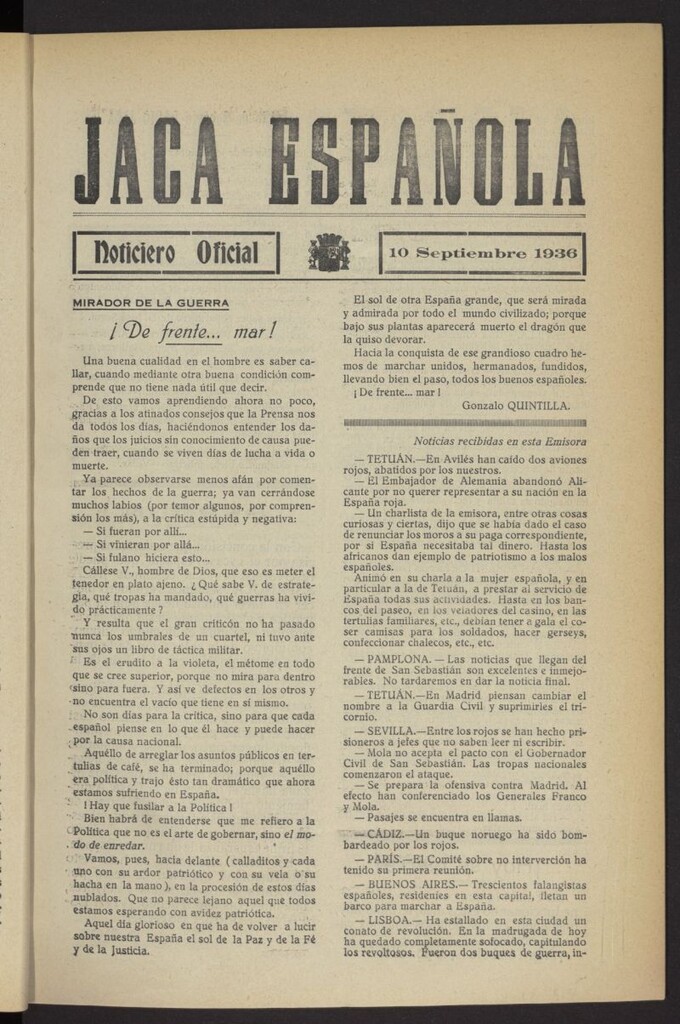 JACA ESPAÑOLA
Noticiero Oficial
10 Septiembre 1936
MIRADOR DE LA GUERRA
¡De frente... mar!
Una buena cualidad en el hombre es saber ca-
llar, cuando mediante otra buena condición com-
prende que no tiene nada útil que decir.
De esto vamos aprendiendo ahora no poco,
gracias a los atinados consejos que la Prensa nos
da todos los días, haciéndonos entender los da-
ños que los juicios sin conocimiento de causa pue-
den traer, cuando se viven días de lucha a vida o
muerte.
Ya parece observarse menos afán por comen-
tar los hechos de la guerra; ya van cerrándose
muchos labios (por temor algunos, por compren-
sión los más), a la crítica estúpida y negativa:
— Si fueran por allí...
— Si vinieran por allá...
— Si fulano hiciera esto...
Cállese V., hombre de Dios, que eso es meter el
tenedor en plato ajeno. ¿Qué sabe V. de estrate-
gia, qué tropas ha mandado, qué guerras ha vivi-
do prácticamente?
Y resulta que el gran criticón no ha pasado
nunca los umbrales de un cuartel, ni tuvo ante
sus ojos un libro de táctica militar.
Es el erudito a la violeta, el métome en todo
que se cree superior, porque no mira para dentro
sino para fuera. Y así ve defectos en los otros y
no encuentra el vacío que tiene en sí mismo.
No son días para la crítica, sino para que cada
español piense en lo que él hace y puede hacer
por la causa nacional.
Aquéllo de arreglar los asuntos públicos en ter-
tulias de café, se ha terminado; porque aquéllo
era política y trajo ésto tan dramático que ahora
estamos sufriendo en España.
¡Hay que fusilar a la Política!
Bien habrá de entenderse que me refiero a la
Política que no es el arte de gobernar, sino el mo-
do de enredar.
Vamos, pues, hacia delante (calladitos y cada
uno con su ardor patriótico y con su vela o su
hacha en la mano), en la procesión de estos días
nublados. Que no parece lejano aquel que todos
estamos esperando con avidez patriótica.
Aquel día glorioso en que ha de volver a lucir
sobre nuestra España el sol de la Paz y de la Fé
y de la Justicia.
El sol de otra España grande, que será mirada
y admirada por todo el mundo civilizado; porque
bajo sus plantas aparecerá muerto el dragón que
la quiso devorar.
Hacia la conquista de ese grandioso cuadro he-
mos de marchar unidos, hermanados, fundidos,
llevando bien el paso, todos los buenos españoles.
¡De frente... mar!
Gonzalo QUINTILLA.
Noticias recibidas en esta Emisora
— TETUÁN.—En Avilés han caído dos aviones
rojos, abatidos por los nuestros.
— El Embajador de Alemania abandonó Ali-
cante por no querer representar a su nación en la
España roja.
— Un charlista de la emisora, entre otras cosas
curiosas y ciertas, dijo que se había dado el caso
de renunciar los moros a su paga correspondiente,
por si España necesitaba tal dinero. Hasta los
africanos dan ejemplo de patriotismo a los malos
españoles.
Animó en su charla a la mujer española, y en
particular a la de Tetuán, a prestar al servicio de
España todas sus actividades. Hasta en los ban-
cos del paseo, en los veladores del casino, en las
tertulias familiares, etc., debían tener a gala el co-
ser camisas para los soldados, hacer gerseys,
confeccionar chalecos, etc., etc.
— PAMPLONA. — Las noticias que llegan del
frente de San Sebastián son excelentes e inmejo-
rables. No tardaremos en dar la noticia final.
— TETUÁN.—En Madrid piensan cambiar el
nombre a la Guardia Civil y suprimirles el tri-
cornio.
— SEVILLA.—Entre los rojos se han hecho pri-
sioneros a jefes que no saben leer ni escribir.
— Mola no acepta el pacto con el Gobernador
Civil de San Sebastián. Las tropas nacionales
comenzaron el ataque.
— Se prepara la ofensiva contra Madrid. Al
efecto han conferenciado los Generales Franco
y Mola.
— Pasajes se encuentra en llamas.
— CÁDIZ.—Un buque noruego ha sido bom-
bardeado por los rojos.
— PARÍS.—El Comité sobre no interverción ha
tenido su primera reunión.
— BUENOS AIRES.— Trescientos falangistas
españoles, residentes en esta capital, fletan un
barco para marchar a España.
— LISBOA.— Ha estallado en esta ciudad un
conato de revolución. En la madrugada de hoy
ha quedado completamente sofocado, capitulando
los revoltosos. Fueron dos buques de guerra, in-